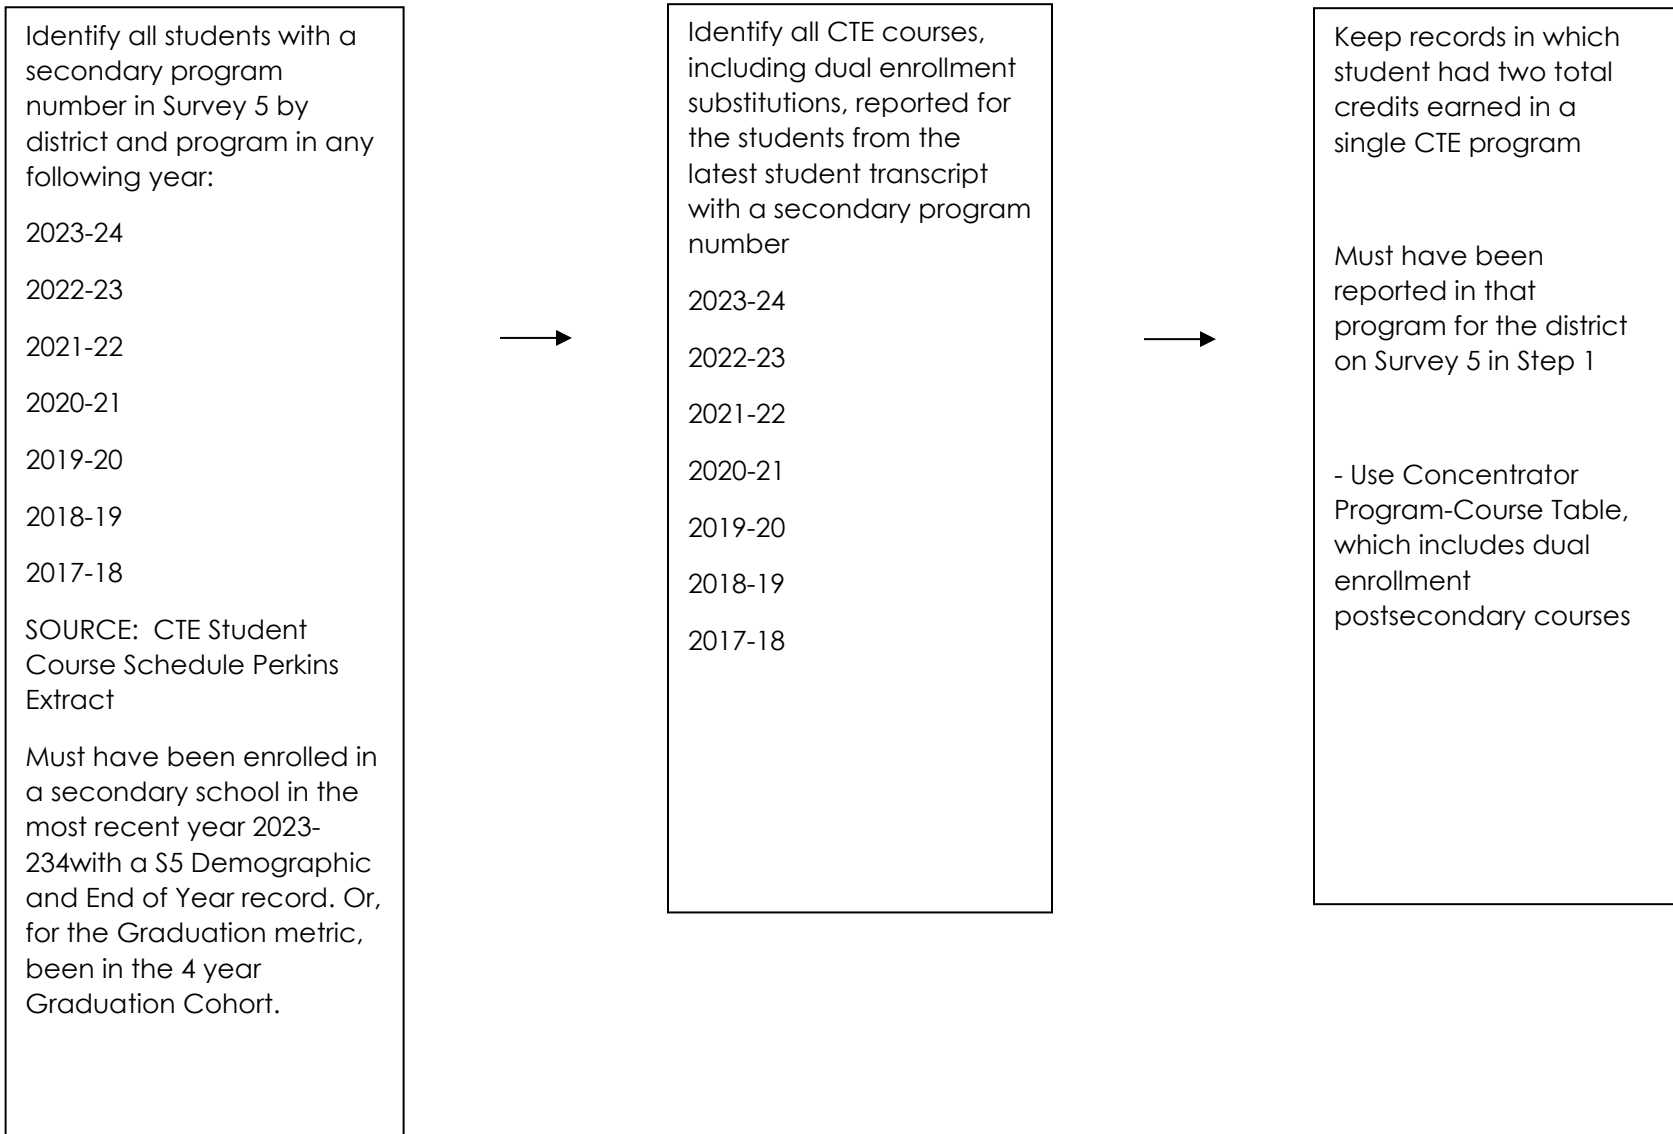 Identify all students with a
secondary program
number in Survey 5 by
district and program in any
following year:
2023-24
2022-23
2021-22
2020-21
2019-20
2018-19
2017-18
SOURCE:  CTE Student
Course Schedule Perkins
Extract
Must have been enrolled in
a secondary school in the
most recent year 2023-
234with a S5 Demographic
and End of Year record. Or,
for the Graduation metric,
been in the 4 year
Graduation Cohort.
Identify all CTE courses,
including dual enrollment
substitutions, reported for
the students from the
latest student transcript
with a secondary program
number
2023-24
2022-23
2021-22
2020-21
2019-20
2018-19
2017-18
Keep records in which
student had two total
credits earned in a
single CTE program
Must have been
reported in that
program for the district
on Survey 5 in Step 1
- Use Concentrator
Program-Course Table,
which includes dual
enrollment
postsecondary courses